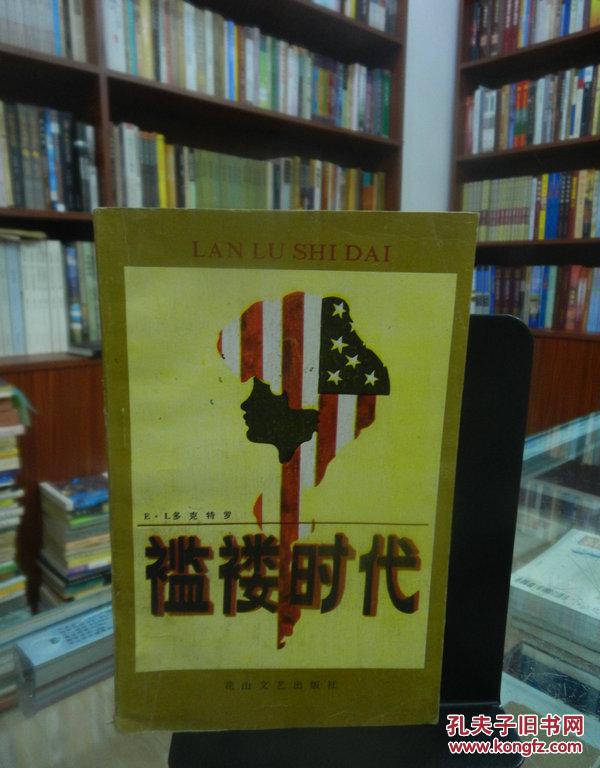 LAN LU SHI DAI
E·L多克特罗
褴褛时代
花山文艺出版社
孔夫子旧书网
www.kongfz.com